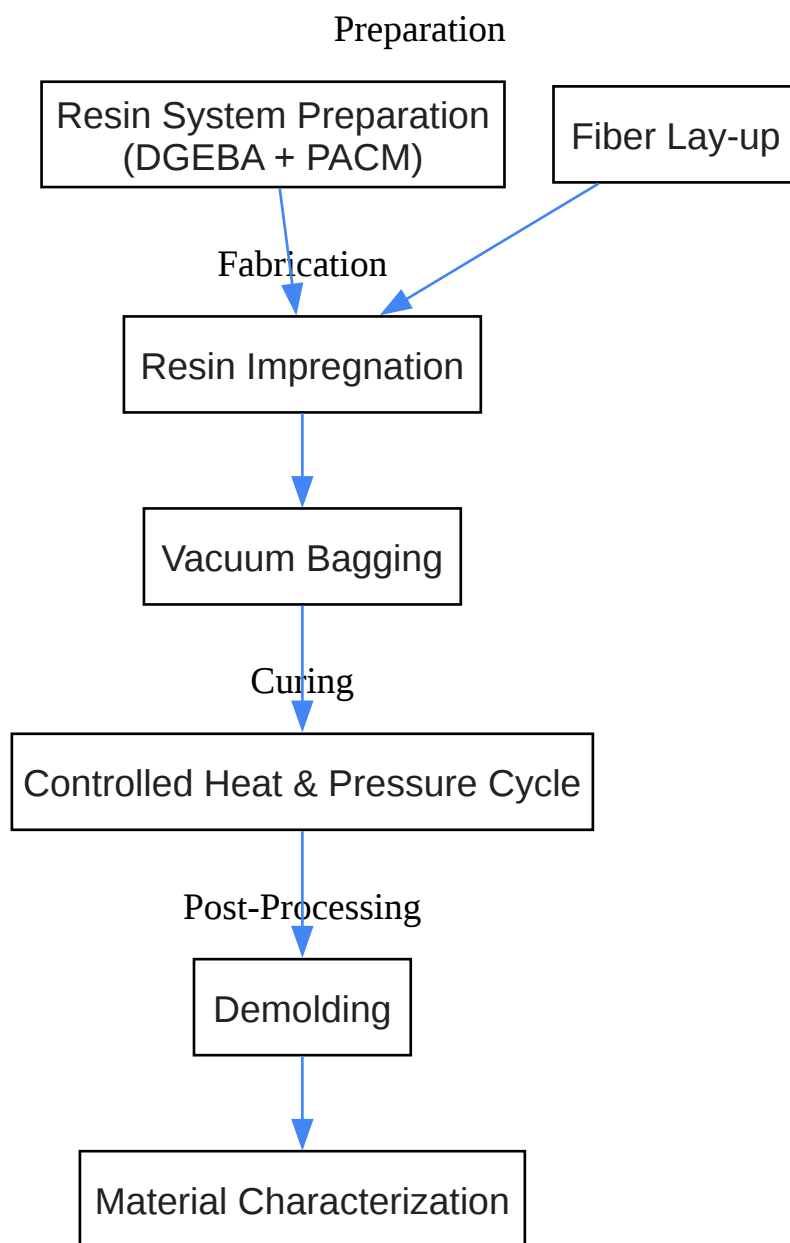 Preparation
Resin System Preparation
(DGEBA + PACM)
Fiber Lay-up
Fabrication
Resin Impregnation
Vacuum Bagging
Curing
Controlled Heat & Pressure Cycle
Post-Processing
Demolding
Material Characterization